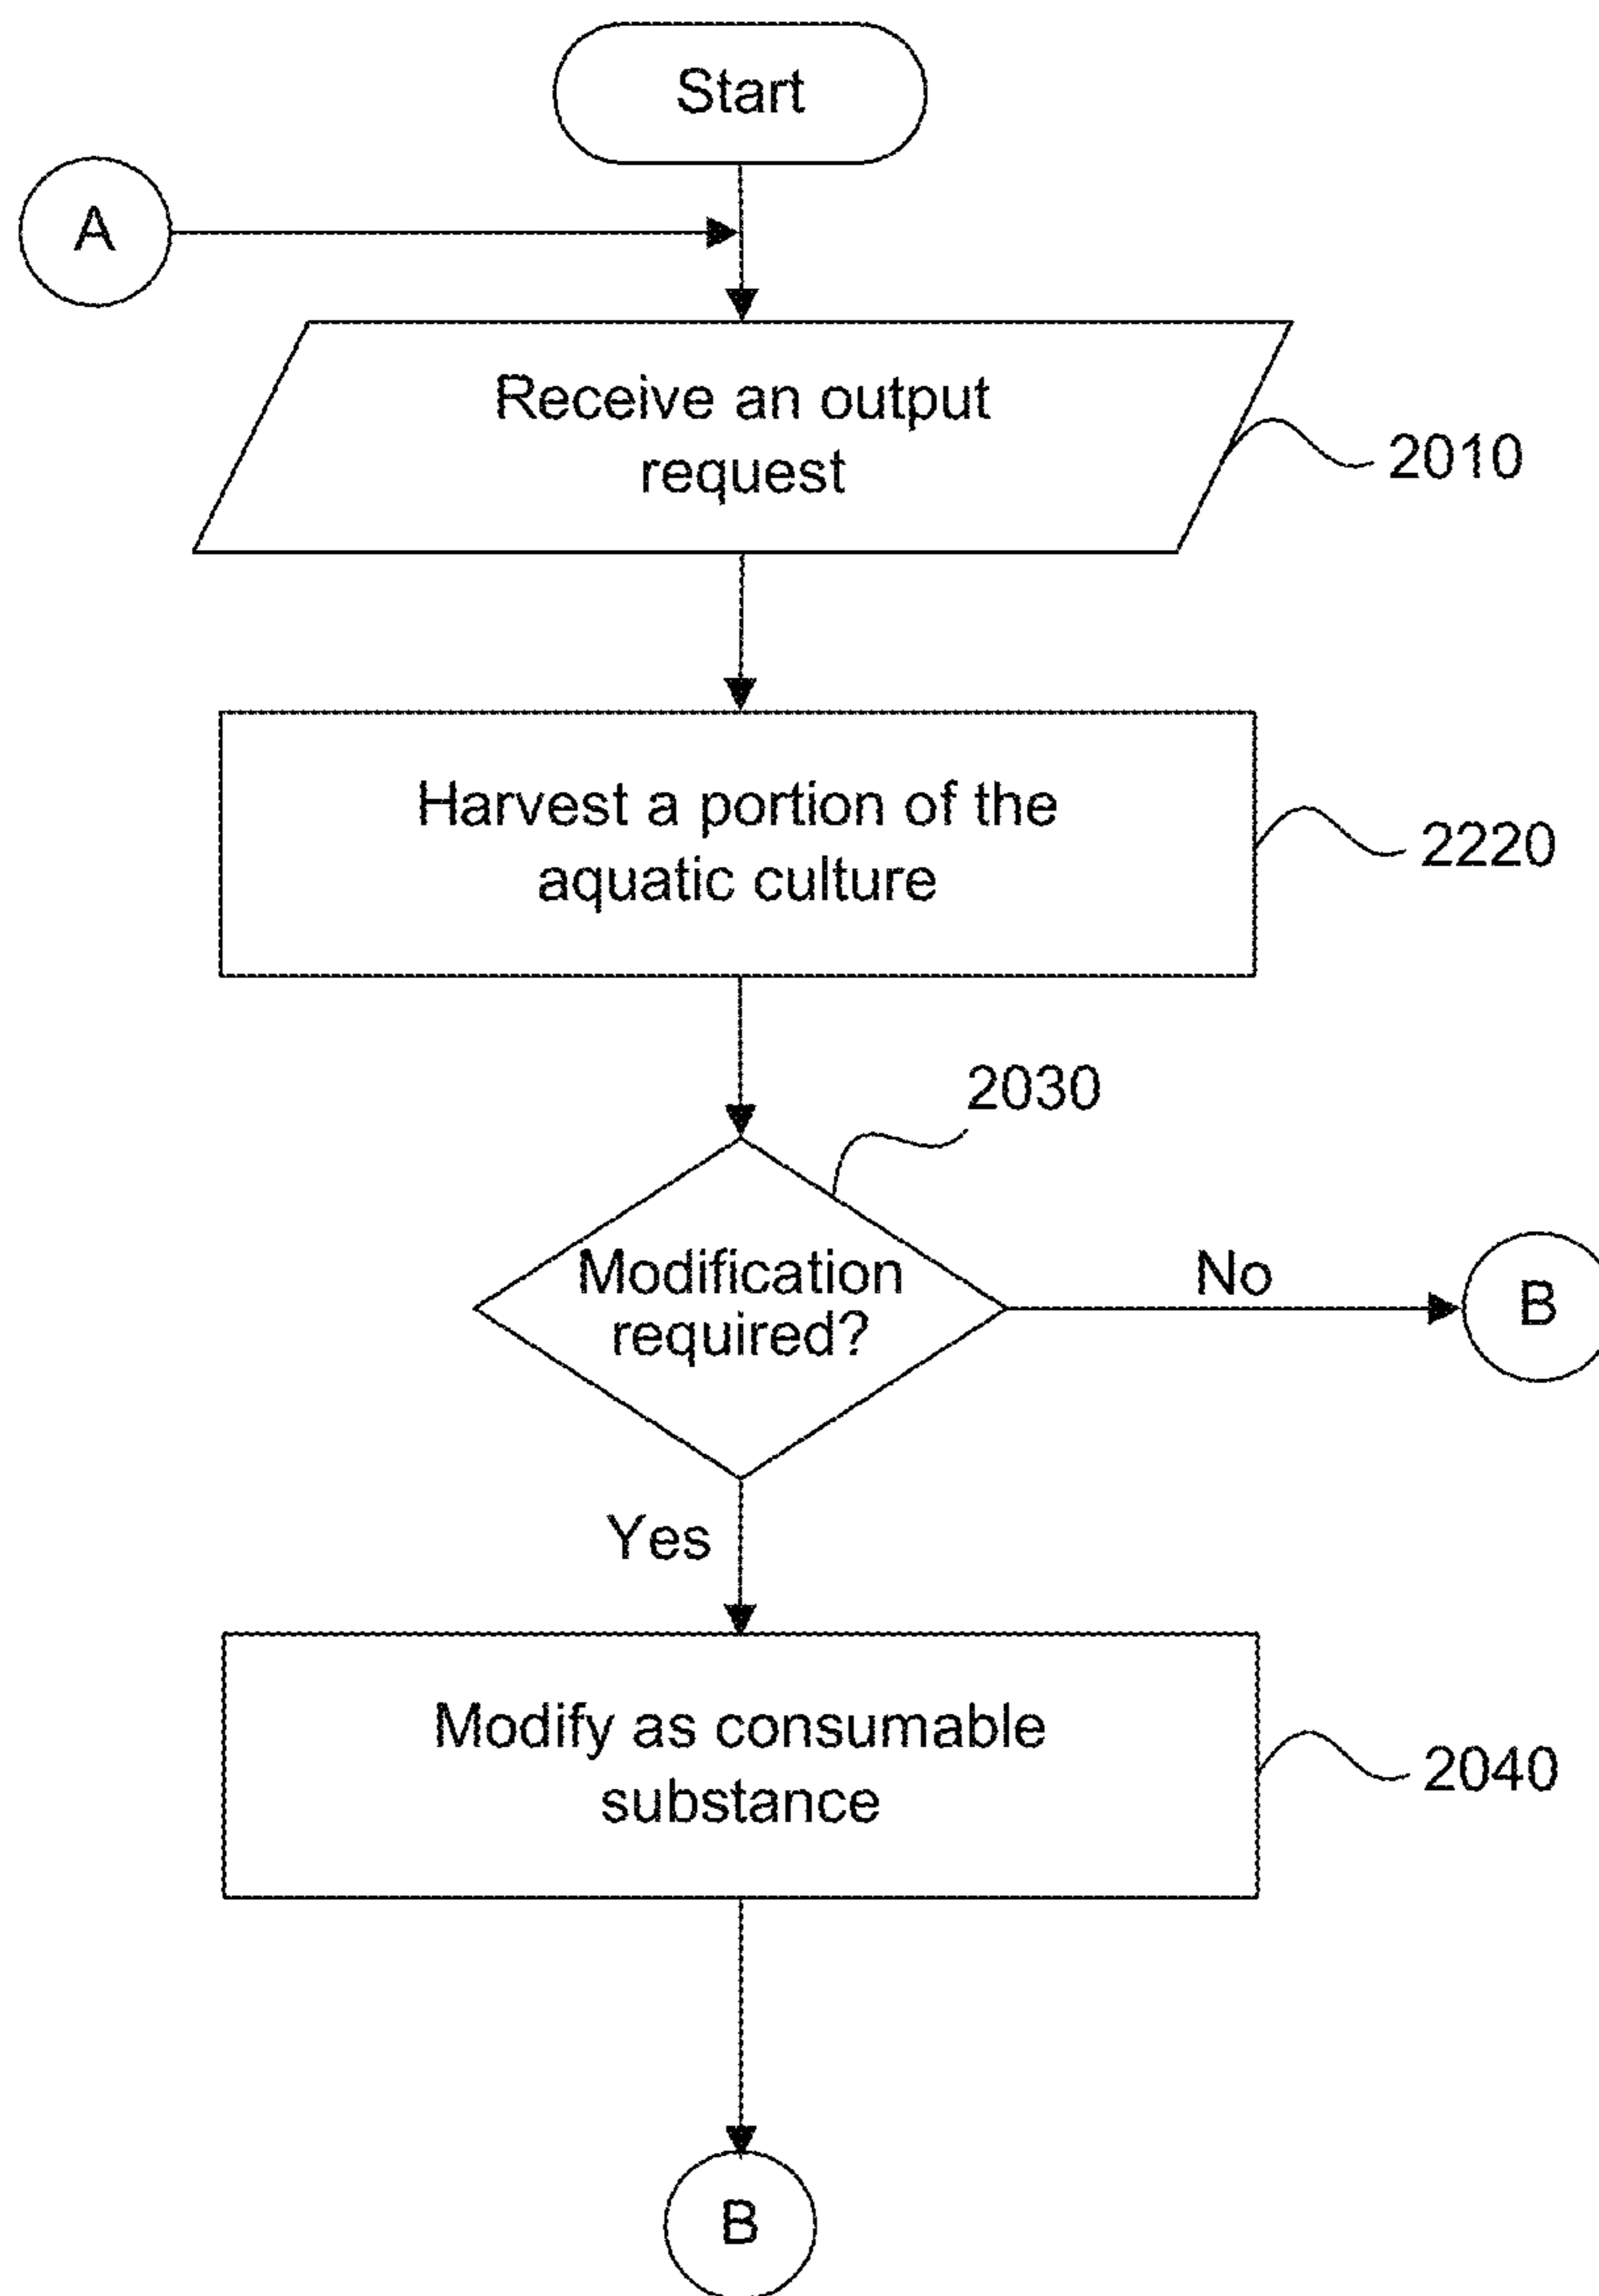 Start
A
Receive an output
request
2010
Harvest a portion of the
aquatic culture
2220
2030
Modification
required?
No
B
Yes
Modify as consumable
substance
2040
B